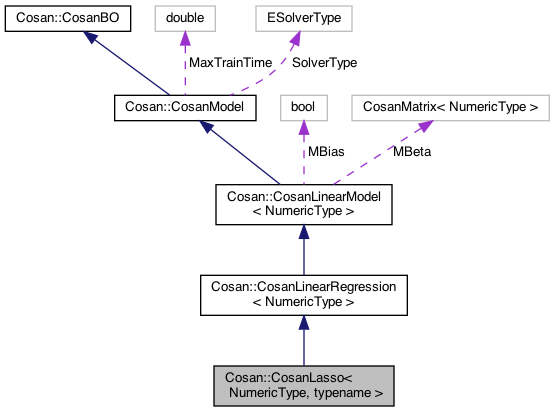 Cosan::CosanBO
double
ESolverType
MaxTrainTime
SolverType
Cosan::CosanModel
bool
CosanMatrix< NumericType >
MBias
MBeta
Cosan::CosanLinearModel
< NumericType >
Cosan::CosanLinearRegression
< NumericType >
Cosan::CosanLasso<
NumericType, typename >